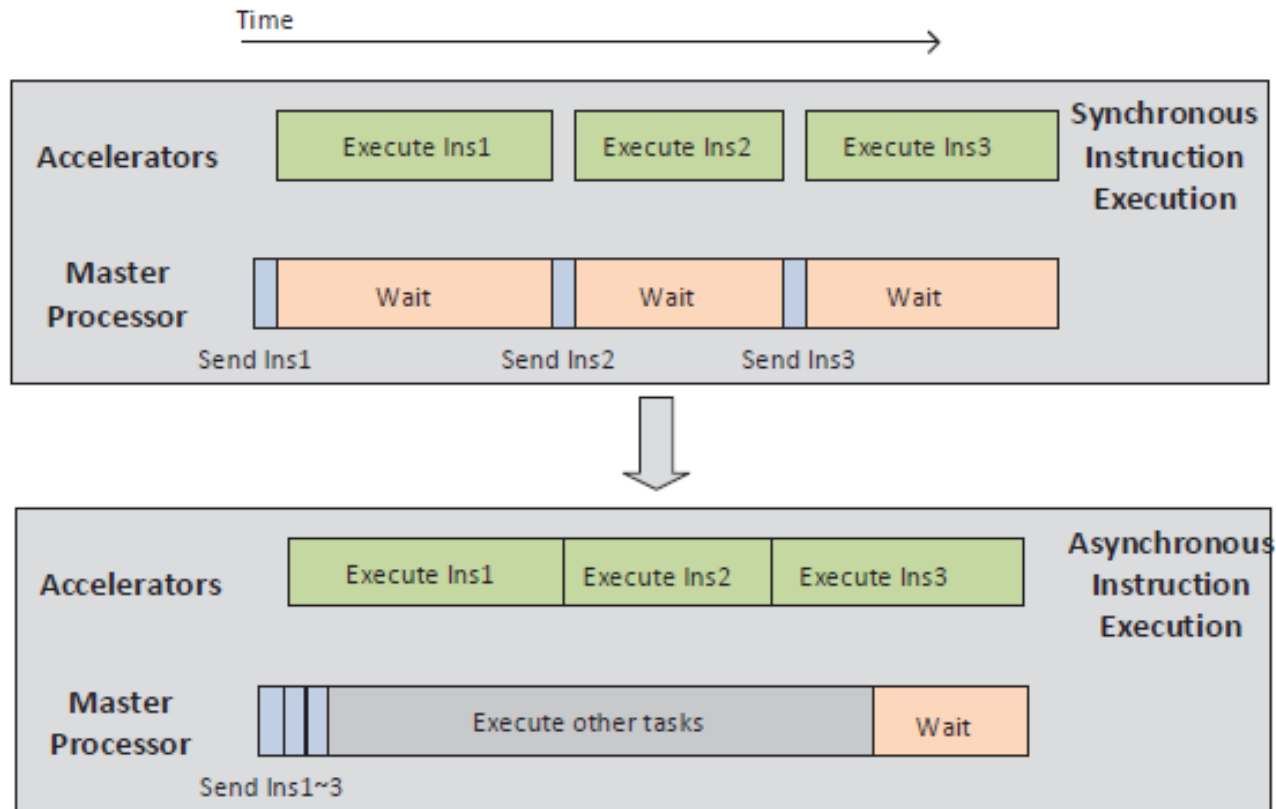 Time
Accelerators
Execute Ins1
Execute Ins2
Execute Ins3
Synchronous
Instruction
Execution
Master
Processor
Wait
Wait
Wait
Send Ins1
Send Ins2
Send Ins3
Accelerators
Execute Ins1
Execute Ins2
Execute Ins3
Asynchronous
Instruction
Execution
Master
Processor
Execute other tasks
Wait
Send Ins1~3